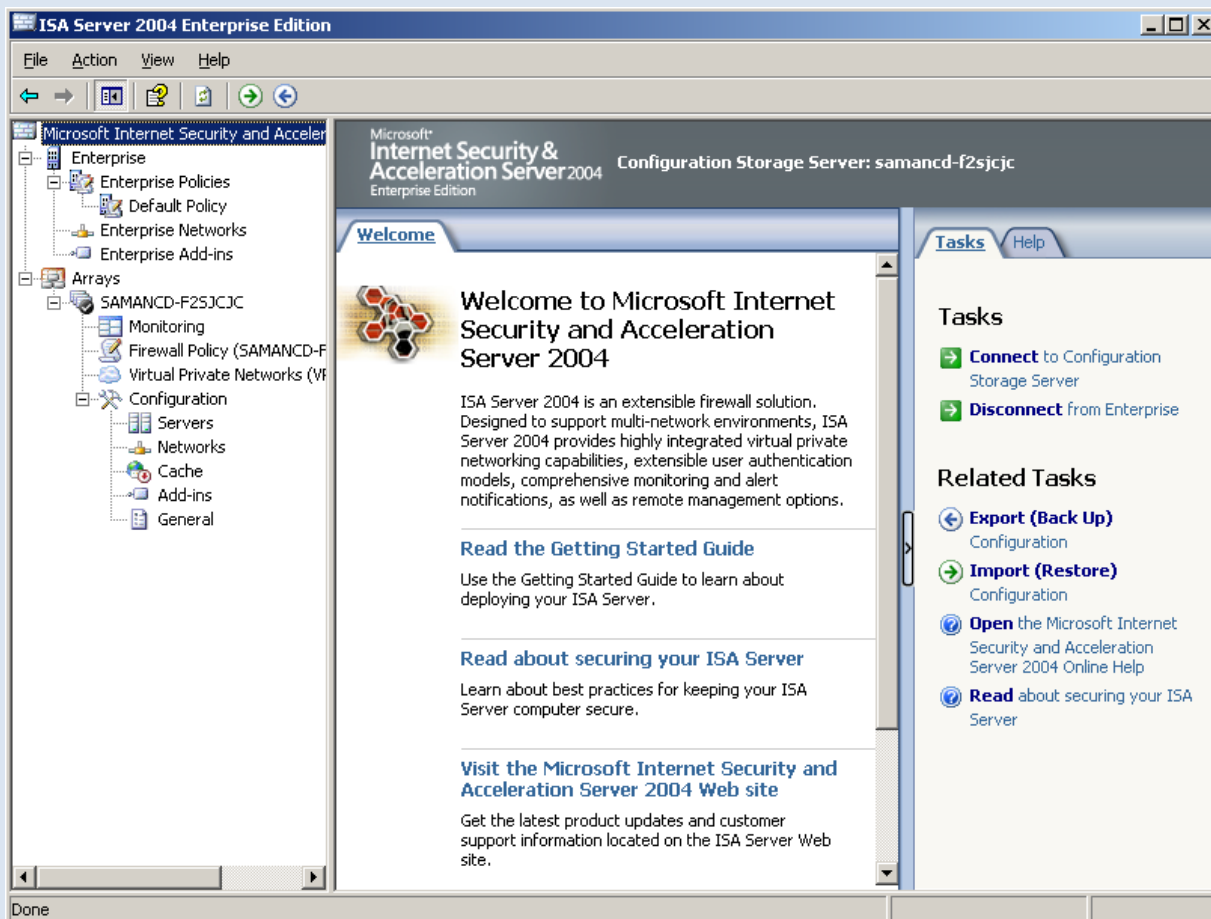 ISA Server 2004 Enterprise Edition
File Action View Help
Microsoft Internet Security and Acceler
Enterprise
Enterprise Policies
Default Policy
Enterprise Networks
Enterprise Add-ins
Arrays
SAMANCD-F2SJCJC
Monitoring
Firewall Policy (SAMANCD-F
Virtual Private Networks (VF
Configuration
Servers
Networks
Cache
Add-ins
General
Microsoft
Internet Security &
Acceleration Server 2004
Enterprise Edition
Configuration Storage Server: samancd-f2sjcjc
Welcome
Welcome to Microsoft Internet
Security and Acceleration
Server 2004
ISA Server 2004 is an extensible firewall solution.
Designed to support multi-network environments, ISA
Server 2004 provides highly integrated virtual private
networking capabilities, extensible user authentication
models, comprehensive monitoring and alert
notifications, as well as remote management options.
Read the Getting Started Guide
Use the Getting Started Guide to learn about
deploying your ISA Server.
Read about securing your ISA Server
Learn about best practices for keeping your ISA
Server computer secure.
Visit the Microsoft Internet Security and
Acceleration Server 2004 Web site
Get the latest product updates and customer
support information located on the ISA Server Web
site.
Tasks Help
Tasks
Connect to Configuration
Storage Server
Disconnect from Enterprise
Related Tasks
Export (Back Up)
Configuration
Import (Restore)
Configuration
Open the Microsoft Internet
Security and Acceleration
Server 2004 Online Help
Read about securing your ISA
Server
Done